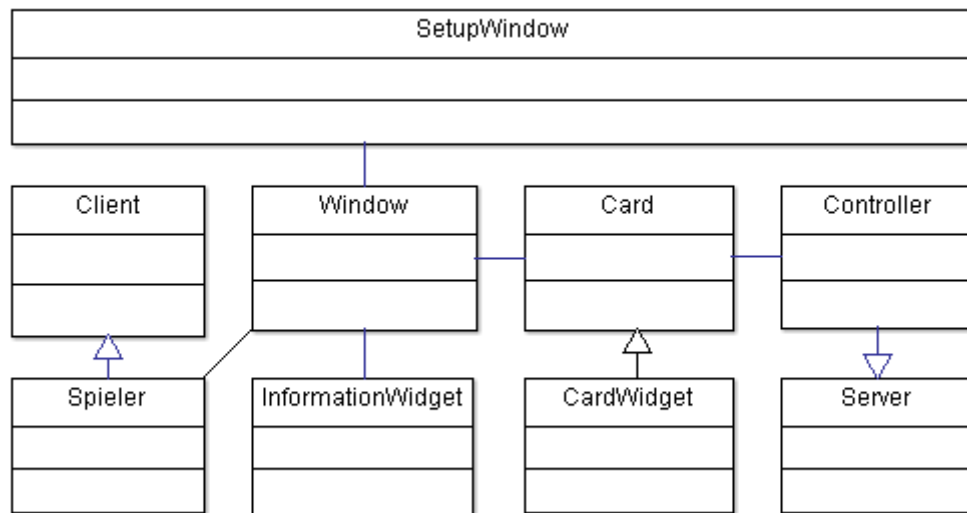 SetupWindow
Client
Window
Card
Controller
Spieler
InformationWidget
CardWidget
Server